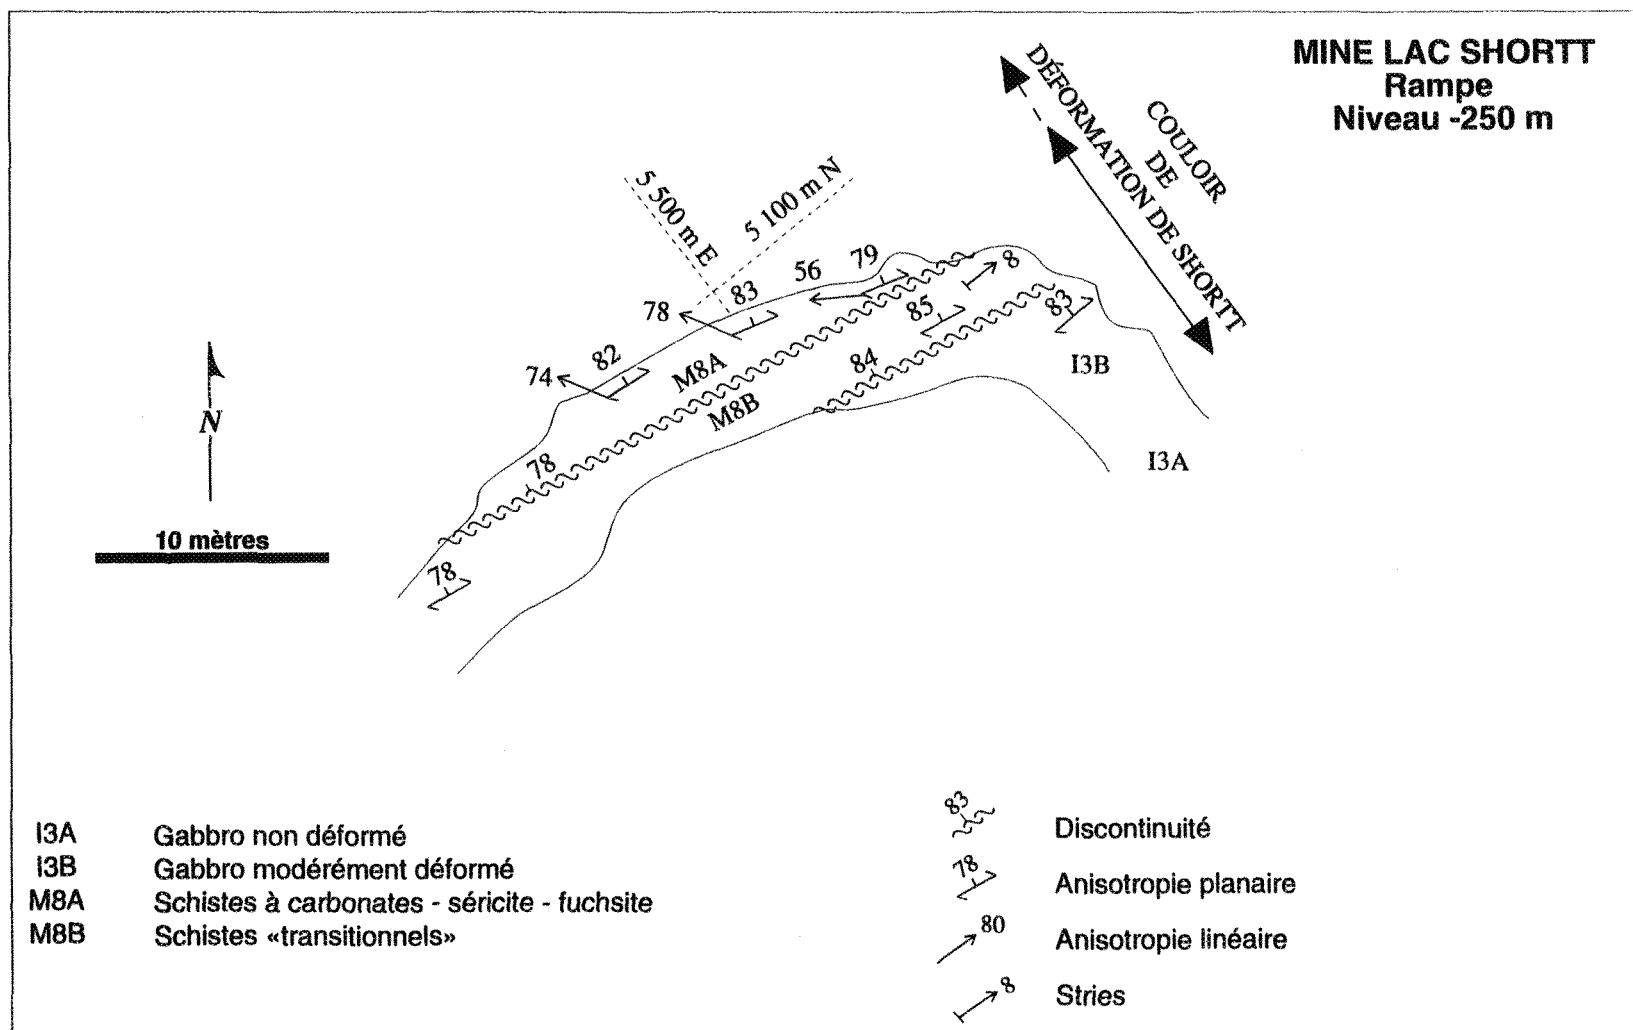 MINE LAC SHORTT
Rampe
Niveau -250 m
COULOIR
DE
DÉFORMATION DE SHORTT
5 500 m E
5 100 m N
8
79
56
83
78
85
83
82
74
84
I3B
M8A
M8B
I3A
78
78
N
10 mètres
I3A Gabbro non déformé
I3B Gabbro modérément déformé
M8A Schistes à carbonates - séricite - fuchsite
M8B Schistes «transitionnels»
83 Discontinuité
78 Anisotropie planaire
80 Anisotropie linéaire
8 Stries